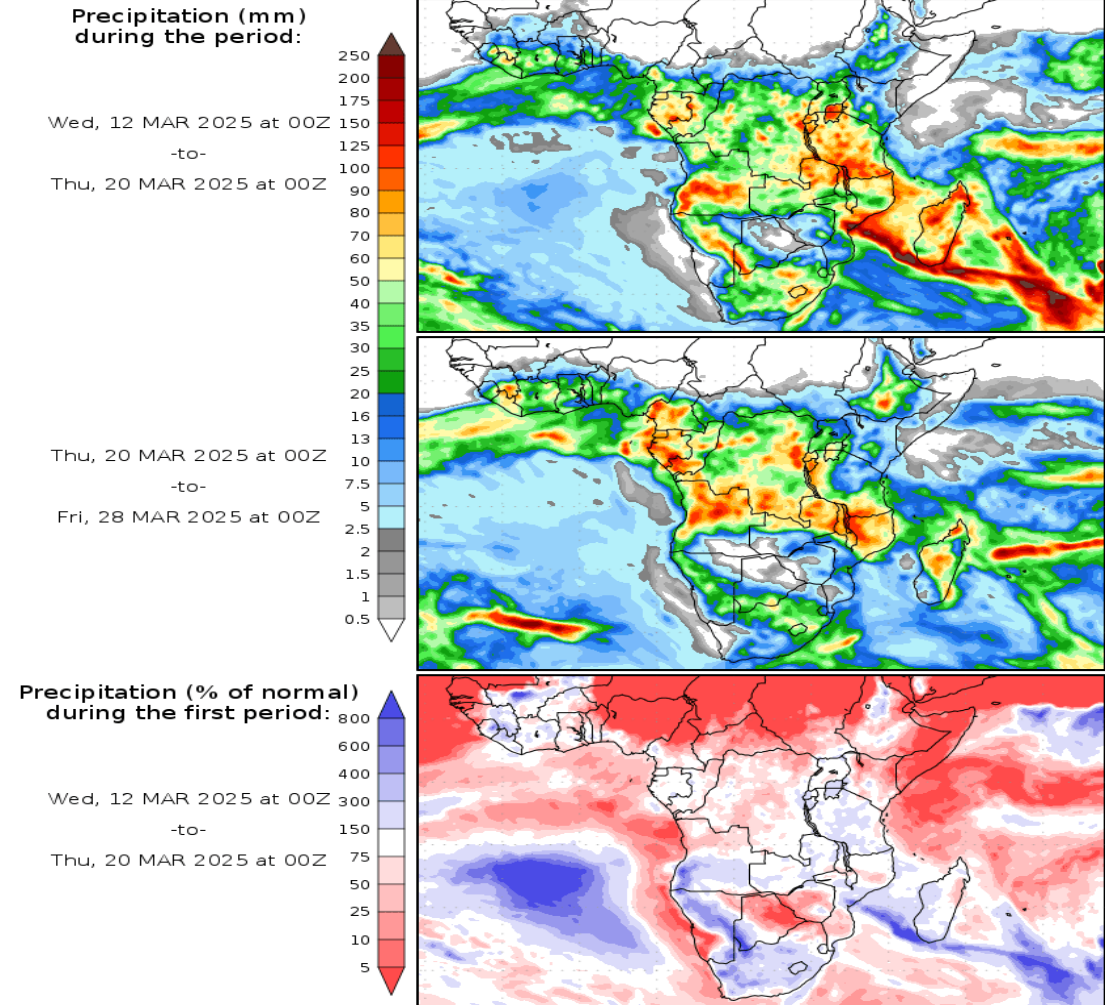 Precipitation (mm)
during the period:
250
200
175
Wed, 12 MAR 2025 at 00Z 150
125
-to-
100
Thu, 20 MAR 2025 at 00Z 90
80
70
60
50
40
35
30
25
20
16
13
Thu, 20 MAR 2025 at 00Z 10
7.5
-to-
5
Fri, 28 MAR 2025 at 00Z 2.5
2
1.5
1
0.5
Precipitation (% of normal)
during the first period:
800
600
400
Wed, 12 MAR 2025 at 00Z 300
-to- 150
75
Thu, 20 MAR 2025 at 00Z
50
25
10
5